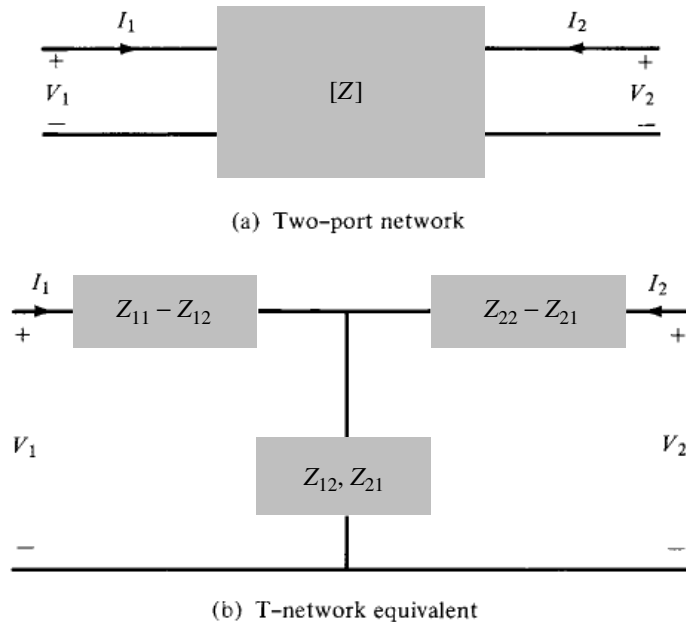 I₁ I₂
+ +
V₁ [Z] V₂
− −
(a) Two-port network
I₁ I₂
Z₁₁ − Z₁₂ Z₂₂ − Z₂₁
+ +
V₁ V₂
Z₁₂, Z₂₁
− −
(b) T-network equivalent